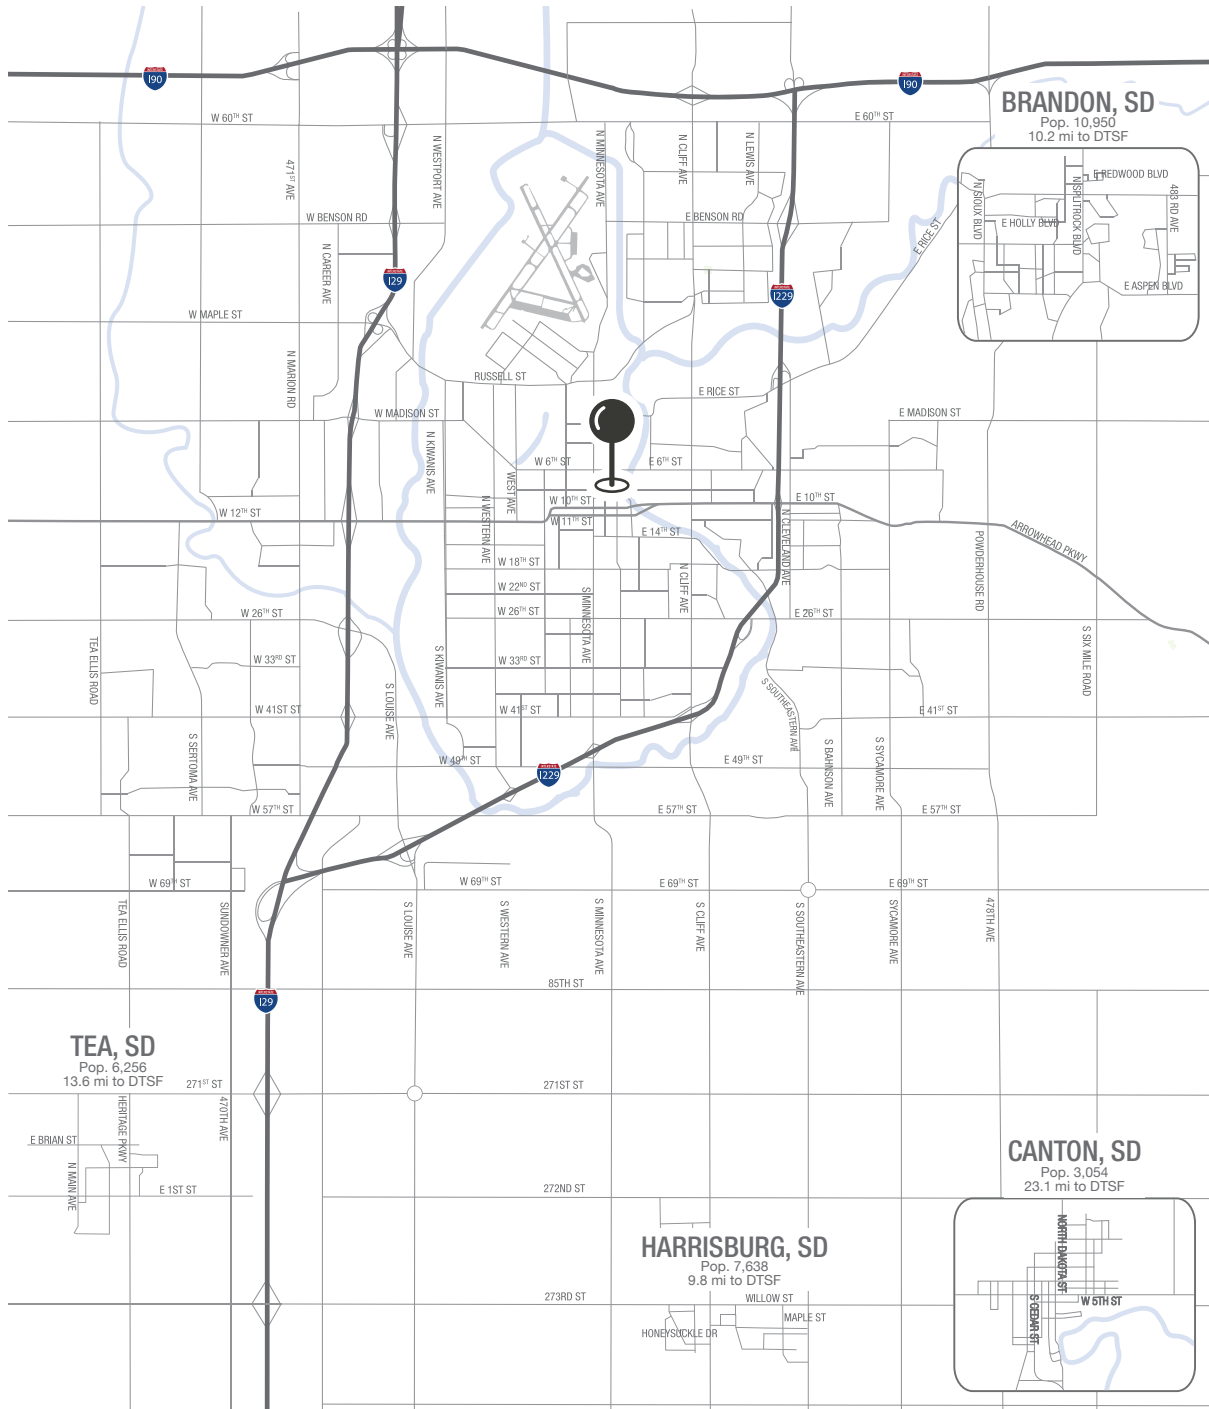 I90
I90
BRANDON, SD
Pop. 10,950
10.2 mi to DTSF
W 60TH ST
E 60TH ST
471ST AVE
N WESTPORT AVE
N MINNESOTA AVE
N CLIFF AVE
N LEWIS AVE
E REDWOOD BLVD
N SIOUX BLVD
N SPLITROCK BLVD
483 RD AVE
E HOLLY BLVD
E ASPEN BLVD
W BENSON RD
E BENSON RD
E RICE ST
N CAREER AVE
I29
I229
W MAPLE ST
N MARION RD
RUSSELL ST
E RICE ST
W MADISON ST
E MADISON ST
N KIWANIS AVE
W 6TH ST
E 6TH ST
WEST AVE
W 10TH ST
E 10TH ST
W 12TH ST
N WESTERN AVE
W 11TH ST
E 14TH ST
N CLEVELAND AVE
ARROWHEAD PKWY
POWDERHOUSE RD
W 18TH ST
N CLIFF AVE
W 22ND ST
S MINNESOTA AVE
W 26TH ST
W 26TH ST
E 26TH ST
TEA ELLIS ROAD
S SIX MILE ROAD
W 33RD ST
S KIWANIS AVE
W 33RD ST
S LOUISE AVE
S SOUTHEASTERN AVE
W 41ST ST
W 41ST ST
E 41ST ST
S SERTOMA AVE
S BAHNSON AVE
S SYCAMORE AVE
W 49TH ST
E 49TH ST
I229
W 57TH ST
E 57TH ST
E 57TH ST
W 69TH ST
W 69TH ST
E 69TH ST
E 69TH ST
TEA ELLIS ROAD
SUNDOWNER AVE
S LOUISE AVE
S WESTERN AVE
S MINNESOTA AVE
S CLIFF AVE
S SOUTHEASTERN AVE
SYCAMORE AVE
478TH AVE
85TH ST
I29
TEA, SD
Pop. 6,256
13.6 mi to DTSF
271ST ST
271ST ST
HERITAGE PKWY
470TH AVE
E BRIAN ST
N MAIN AVE
E 1ST ST
272ND ST
CANTON, SD
Pop. 3,054
23.1 mi to DTSF
NORTH DAKOTA ST
W 5TH ST
S CEDAR ST
HARRISBURG, SD
Pop. 7,638
9.8 mi to DTSF
273RD ST
WILLOW ST
MAPLE ST
HONEYSUCKLE DR